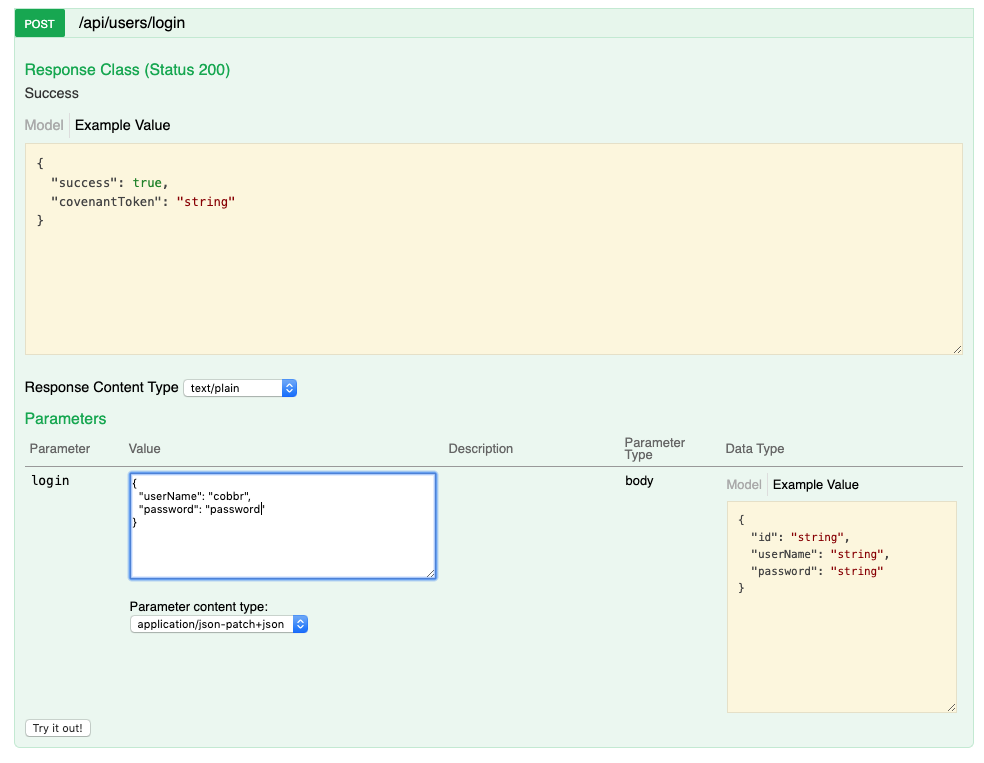 POST /api/users/login
Response Class (Status 200)
Success
Model Example Value
{
"success": true,
"covenantToken": "string"
}
Response Content Type text/plain
Parameters
Parameter Value Description Parameter Type Data Type
login
{
"userName": "cobbr",
"password": "password"
}
Parameter content type:
application/json-patch+json
body
Model Example Value
{
"id": "string",
"userName": "string",
"password": "string"
}
Try it out!